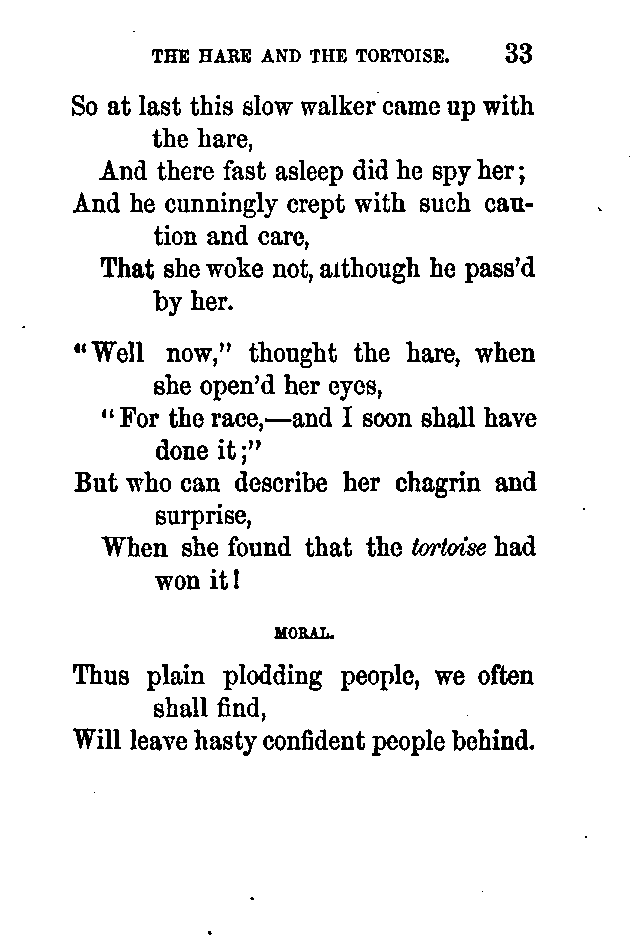 THE HARE AND THE TORTOISE. 33
So at last this slow walker came up with
the hare,
And there fast asleep did he spy her;
And he cunningly crept with such cau-
tion and care,
That she woke not, although he pass'd
by her.
"Well now," thought the hare, when
she open'd her eyes,
"For the race,—and I soon shall have
done it;"
But who can describe her chagrin and
surprise,
When she found that the tortoise had
won it!
MORAL.
Thus plain plodding people, we often
shall find,
Will leave hasty confident people behind.